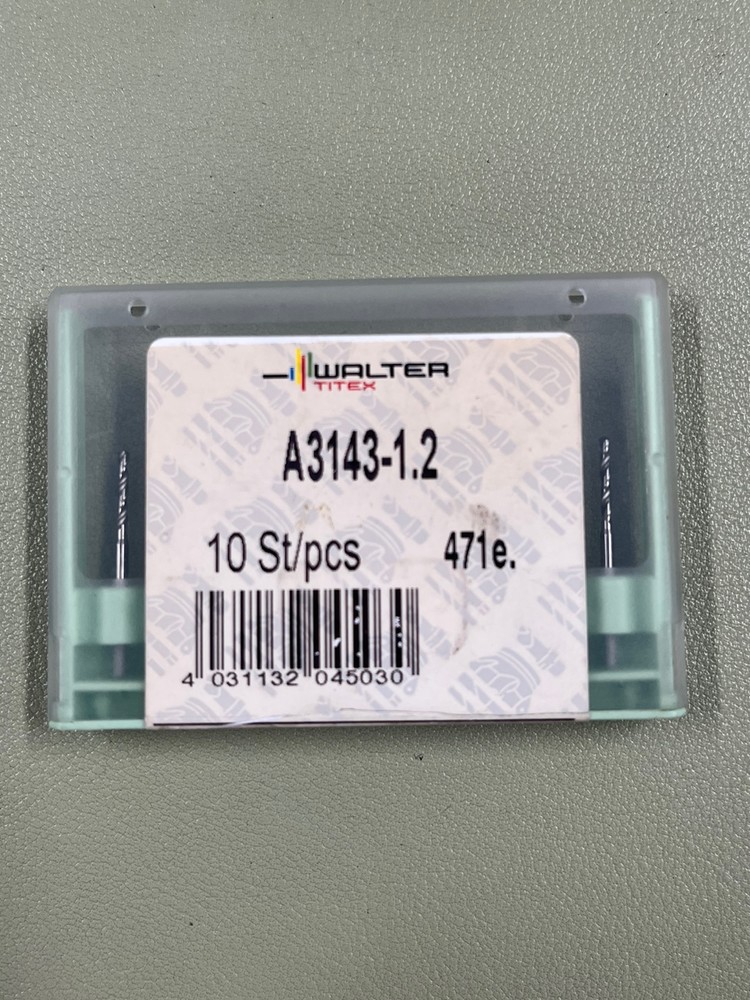 WALTER
TITEX
A3143-1.2
10 St/pcs 471e.
4 031132 045030